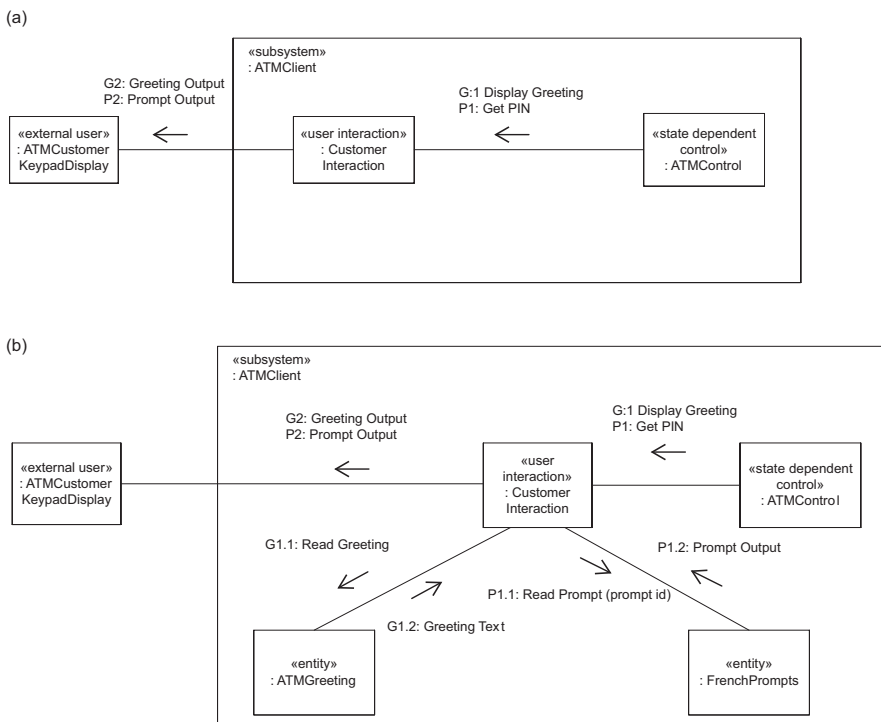 (a)
«subsystem»
: ATMClient
G2: Greeting Output
P2: Prompt Output
G:1 Display Greeting
P1: Get PIN
«external user»
: ATMCustomer
KeypadDisplay
«user interaction»
: Customer
Interaction
«state dependent
control»
: ATMControl
(b)
«subsystem»
: ATMClient
G2: Greeting Output
P2: Prompt Output
G:1 Display Greeting
P1: Get PIN
«external user»
: ATMCustomer
KeypadDisplay
«user
interaction»
: Customer
Interaction
«state dependent
control»
: ATMControl
G1.1: Read Greeting
P1.2: Prompt Output
P1.1: Read Prompt (prompt id)
G1.2: Greeting Text
«entity»
: ATMGreeting
«entity»
: FrenchPrompts